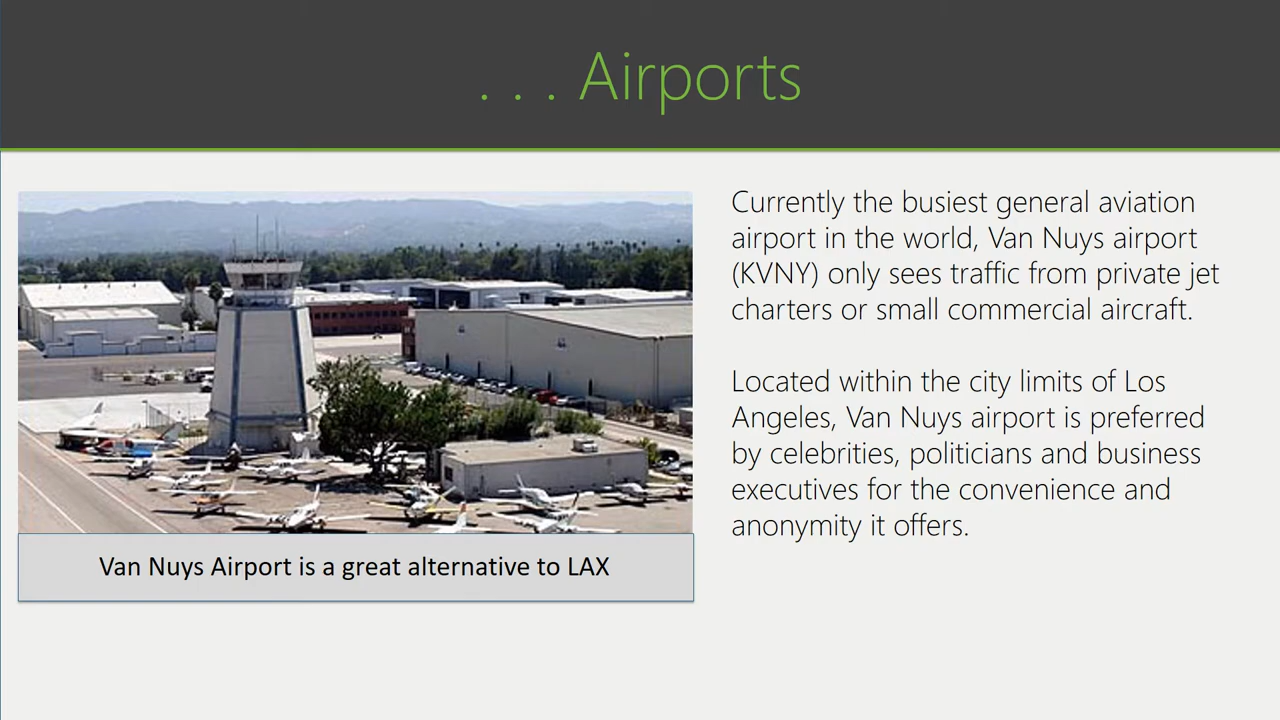 . . . Airports
Currently the busiest general aviation
airport in the world, Van Nuys airport
(KVNY) only sees traffic from private jet
charters or small commercial aircraft.
Located within the city limits of Los
Angeles, Van Nuys airport is preferred
by celebrities, politicians and business
executives for the convenience and
anonymity it offers.
Van Nuys Airport is a great alternative to LAX